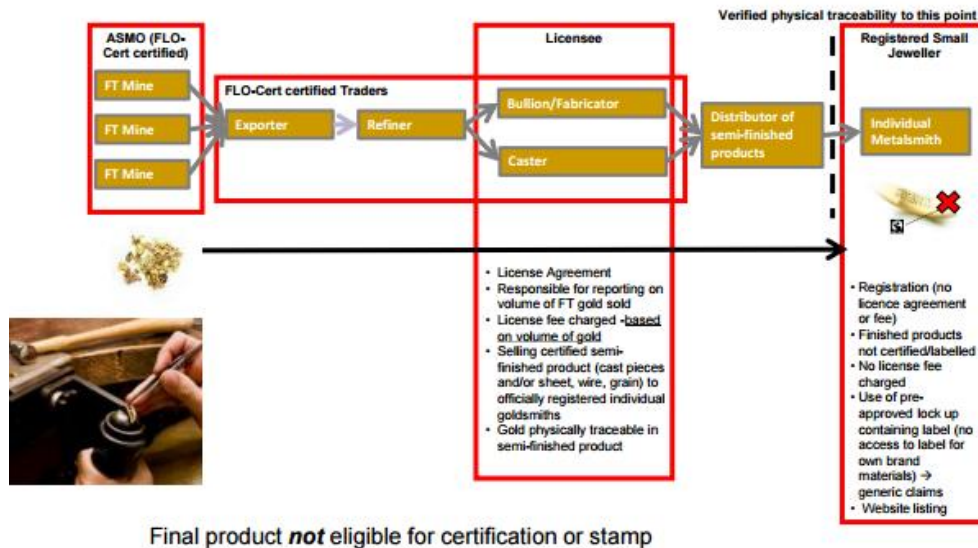 Verified physical traceability to this point
ASMO (FLO-
Cert certified)
FT Mine
FT Mine
FT Mine
FLO-Cert certified Traders
Exporter
Refiner
Licensee
Bullion/Fabricator
Caster
Distributor
of semi-finished
products
Registered Small
Jeweller
Individual
Metalsmith
• License Agreement
• Responsible for reporting on
volume of FT gold sold
• License fee charged -based
on volume of gold
• Selling certified semi-
finished product (cast pieces
and/or sheet, wire, grain) to
officially registered individual
goldsmiths
• Gold physically traceable in
semi-finished product
• Registration (no
licence agreement
or fee)
• Finished products
not certified/labelled
• No license fee
charged
• Use of pre-
approved lock up
containing label (no
access to label for
own brand
materials) →
generic claims
• Website listing
Final product not eligible for certification or stamp